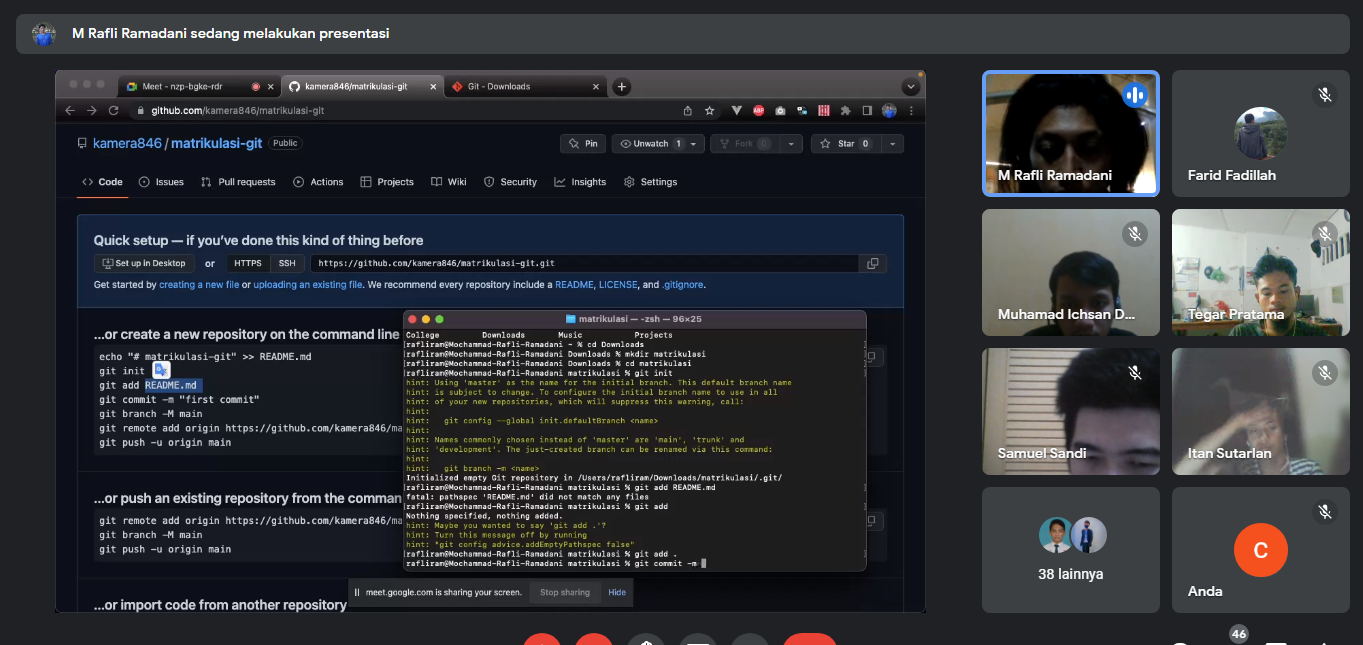 M Rafli Ramadani sedang melakukan presentasi
Meet - nzp-bgke-rdr
kamera846/matrikulasi-git
Git - Downloads
github.com/kamera846/matrikulasi-git
kamera846 / matrikulasi-git Public
Pin
Unwatch 1
Fork 0
Star 0
Code
Issues
Pull requests
Actions
Projects
Wiki
Security
Insights
Settings
Quick setup — if you've done this kind of thing before
Set up in Desktop or HTTPS SSH https://github.com/kamera846/matrikulasi-git.git
Get started by creating a new file or uploading an existing file. We recommend every repository include a README, LICENSE, and .gitignore.
...or create a new repository on the command line
echo "# matrikulasi-git" >> README.md
git init
git add README.md
git commit -m "first commit"
git branch -M main
git remote add origin https://github.com/kamera846/ma
git push -u origin main
...or push an existing repository from the comman
git remote add origin https://github.com/kamera846/ma
git branch -M main
git push -u origin main
...or import code from another repository
matrikulasi — -zsh — 96×25
College Downloads Music Projects
[rafliram@Mochammad-Rafli-Ramadani ~ % cd Downloads ]
[rafliram@Mochammad-Rafli-Ramadani Downloads % mkdir matrikulasi ]
[rafliram@Mochammad-Rafli-Ramadani Downloads % cd matrikulasi ]
[rafliram@Mochammad-Rafli-Ramadani matrikulasi % git init ]
hint: Using 'master' as the name for the initial branch. This default branch name
hint: is subject to change. To configure the initial branch name to use in all
hint: of your new repositories, which will suppress this warning, call:
hint:
hint: git config --global init.defaultBranch <name>
hint:
hint: Names commonly chosen instead of 'master' are 'main', 'trunk' and
hint: 'development'. The just-created branch can be renamed via this command:
hint:
hint: git branch -m <name>
Initialized empty Git repository in /Users/rafliram/Downloads/matrikulasi/.git/
[rafliram@Mochammad-Rafli-Ramadani matrikulasi % git add README.md ]
fatal: pathspec 'README.md' did not match any files
[rafliram@Mochammad-Rafli-Ramadani matrikulasi % git add ]
Nothing specified, nothing added.
hint: Maybe you wanted to say 'git add .'?
hint: Turn this message off by running
hint: "git config advice.addEmptyPathspec false"
[rafliram@Mochammad-Rafli-Ramadani matrikulasi % git add . ]
rafliram@Mochammad-Rafli-Ramadani matrikulasi % git commit -m
meet.google.com is sharing your screen. Stop sharing Hide
M Rafli Ramadani
Farid Fadillah
Muhamad Ichsan D...
Tegar Pratama
Samuel Sandi
Itan Sutarlan
38 lainnya
C
Anda
46